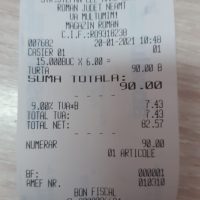 ROMAN JUDET NEAMT
VA MULTUMIM!
MAGAZIN ROMAN
C.I.F.:RO9318238
007682 20-01-2021 10:48
CASIER 01 01
15.000BUC X 6.00 =
TURTA 90.00 B
SUMA TOTALA:
90.00
9.00% TVA=B 7.43
TOTAL TVA: 7.43
TOTAL NET: 82.57
NUMERAR 90.00
01 ARTICOLE
BF: 000001
AMEF NR. 010310
BON FISCAL